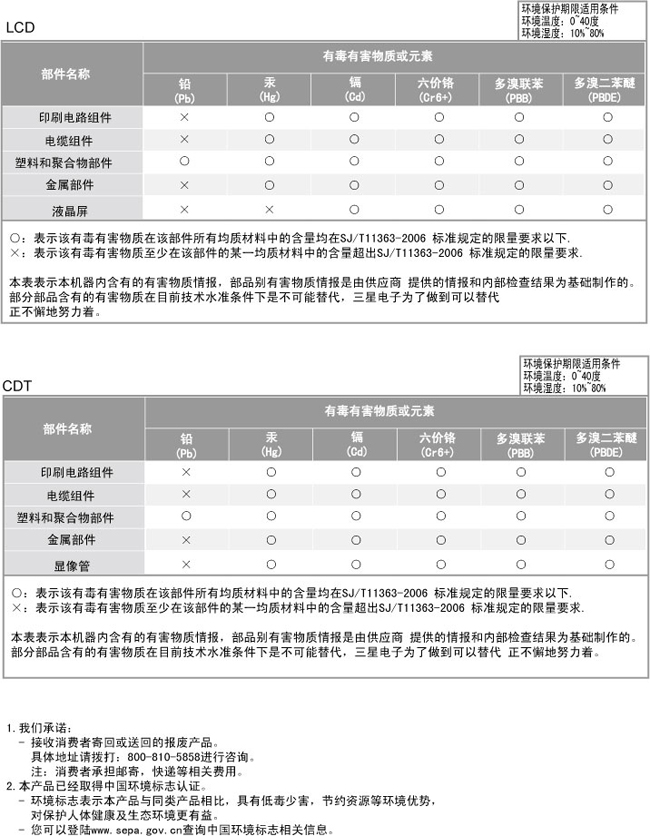 环境保护期限适用条件
环境温度: 0~40度
环境湿度: 10%~80%
LCD
部件名称 有毒有害物质或元素
铅 (Pb) 汞 (Hg) 镉 (Cd) 六价铬 (Cr6+) 多溴联苯 (PBB) 多溴二苯醚 (PBDE)
印刷电路组件 × ○ ○ ○ ○ ○
电缆组件 × ○ ○ ○ ○ ○
塑料和聚合物部件 ○ ○ ○ ○ ○ ○
金属部件 × ○ ○ ○ ○ ○
液晶屏 × × ○ ○ ○ ○
○: 表示该有毒有害物质在该部件所有均质材料中的含量均在SJ/T11363-2006 标准规定的限量要求以下.
×: 表示该有毒有害物质至少在该部件的某一均质材料中的含量超出SJ/T11363-2006 标准规定的限量要求.
本表表示本机器内含有的有害物质情报, 部品别有害物质情报是由供应商 提供的情报和内部检查结果为基础制作的。
部分部品含有的有害物质在目前技术水准条件下是不可能替代, 三星电子为了做到可以替代
正不懈地努力着。
环境保护期限适用条件
环境温度: 0~40度
环境湿度: 10%~80%
CDT
部件名称 有毒有害物质或元素
铅 (Pb) 汞 (Hg) 镉 (Cd) 六价铬 (Cr6+) 多溴联苯 (PBB) 多溴二苯醚 (PBDE)
印刷电路组件 × ○ ○ ○ ○ ○
电缆组件 × ○ ○ ○ ○ ○
塑料和聚合物部件 ○ ○ ○ ○ ○ ○
金属部件 × ○ ○ ○ ○ ○
显像管 × ○ ○ ○ ○ ○
○: 表示该有毒有害物质在该部件所有均质材料中的含量均在SJ/T11363-2006 标准规定的限量要求以下.
×: 表示该有毒有害物质至少在该部件的某一均质材料中的含量超出SJ/T11363-2006 标准规定的限量要求.
本表表示本机器内含有的有害物质情报, 部品别有害物质情报是由供应商 提供的情报和内部检查结果为基础制作的。
部分部品含有的有害物质在目前技术水准条件下是不可能替代, 三星电子为了做到可以替代 正不懈地努力着。
1. 我们承诺:
- 接收消费者寄回或送回的报废产品。
具体地址请拨打: 800-810-5858进行咨询。
注: 消费者承担邮寄, 快递等相关费用。
2. 本产品已经取得中国环境标志认证。
- 环境标志表示本产品与同类产品相比, 具有低毒少害, 节约资源等环境优势,
对保护人体健康及生态环境更有益。
- 您可以登陆www.sepa.gov.cn查询中国环境标志相关信息。